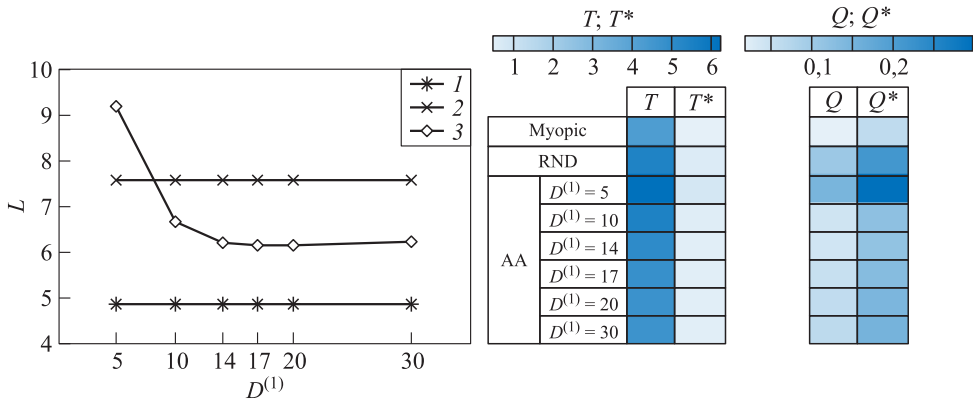 10
9
8
7
6
5
4
L
5 10 14 17 20 30
D(1)
1
2
3
T; T*
1 2 3 4 5 6
Q; Q*
0,1 0,2
T T* Q Q*
Myopic
RND
AA
D(1) = 5
D(1) = 10
D(1) = 14
D(1) = 17
D(1) = 20
D(1) = 30